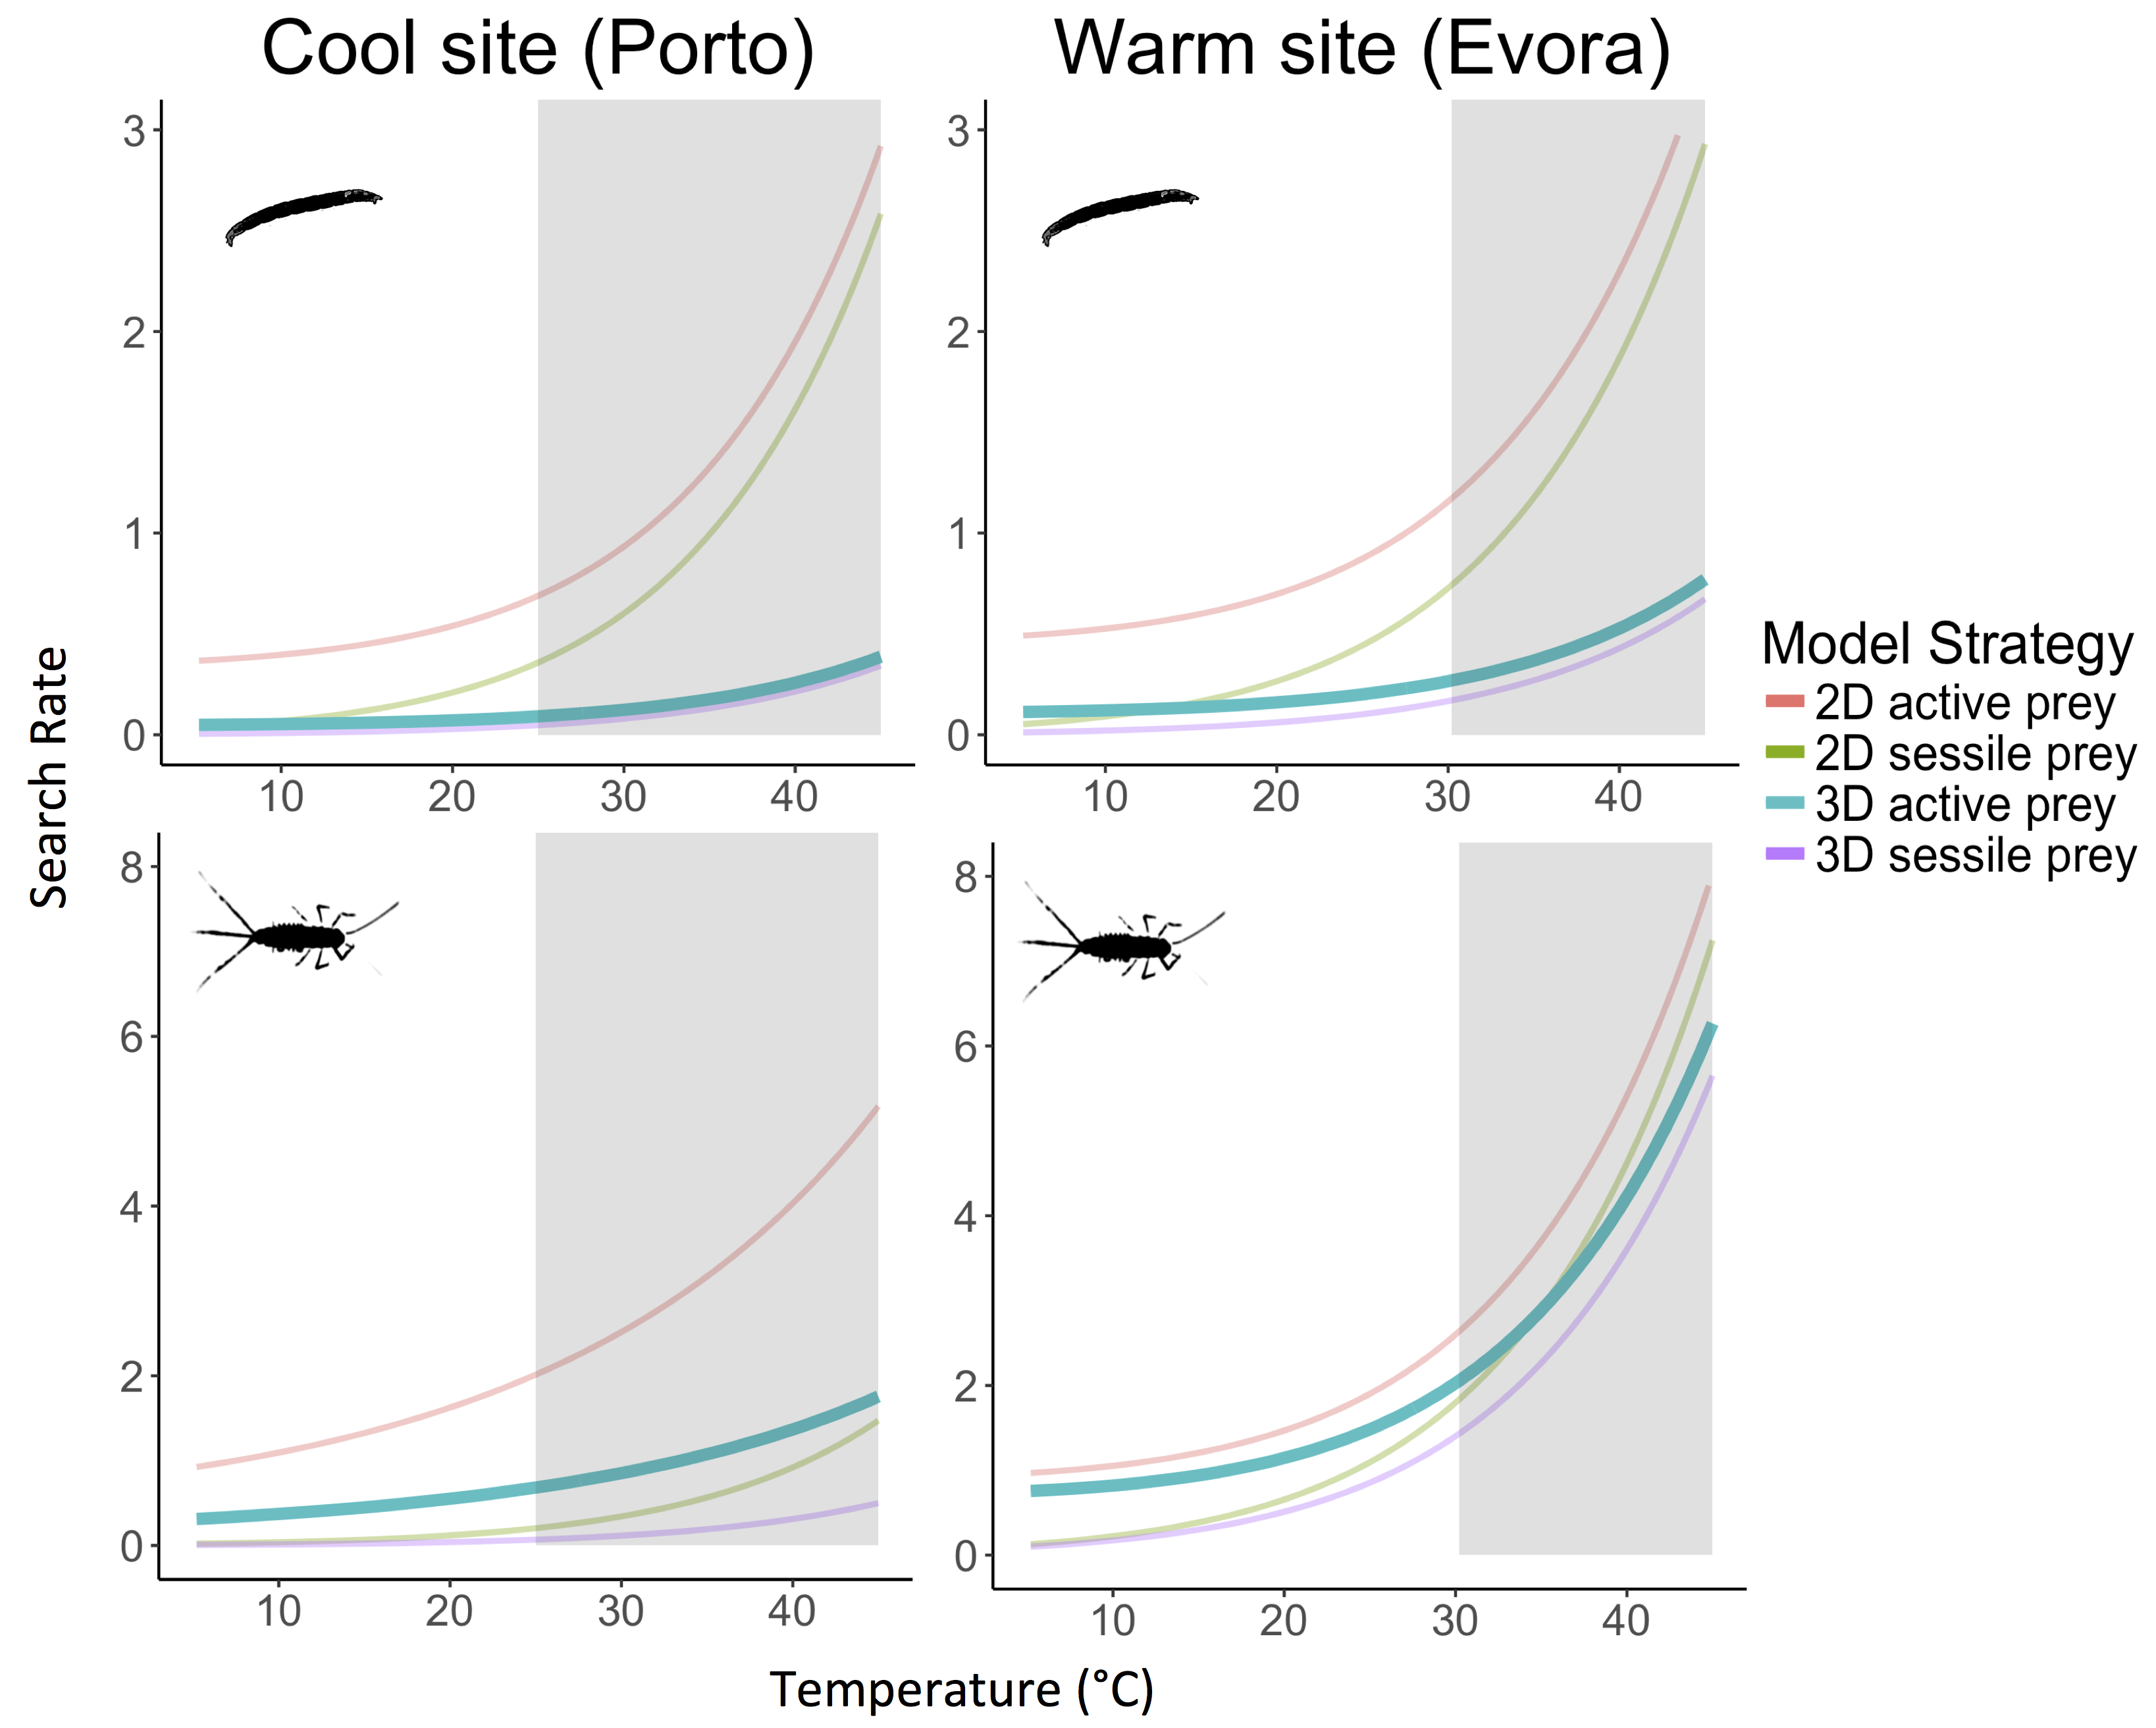 Cool site (Porto)
Warm site (Evora)
3
2
1
0
10 20 30 40
3
2
1
0
10 20 30 40
Search Rate
8
6
4
2
0
10 20 30 40
8
6
4
2
0
10 20 30 40
Temperature (°C)
Model Strategy
2D active prey
2D sessile prey
3D active prey
3D sessile prey